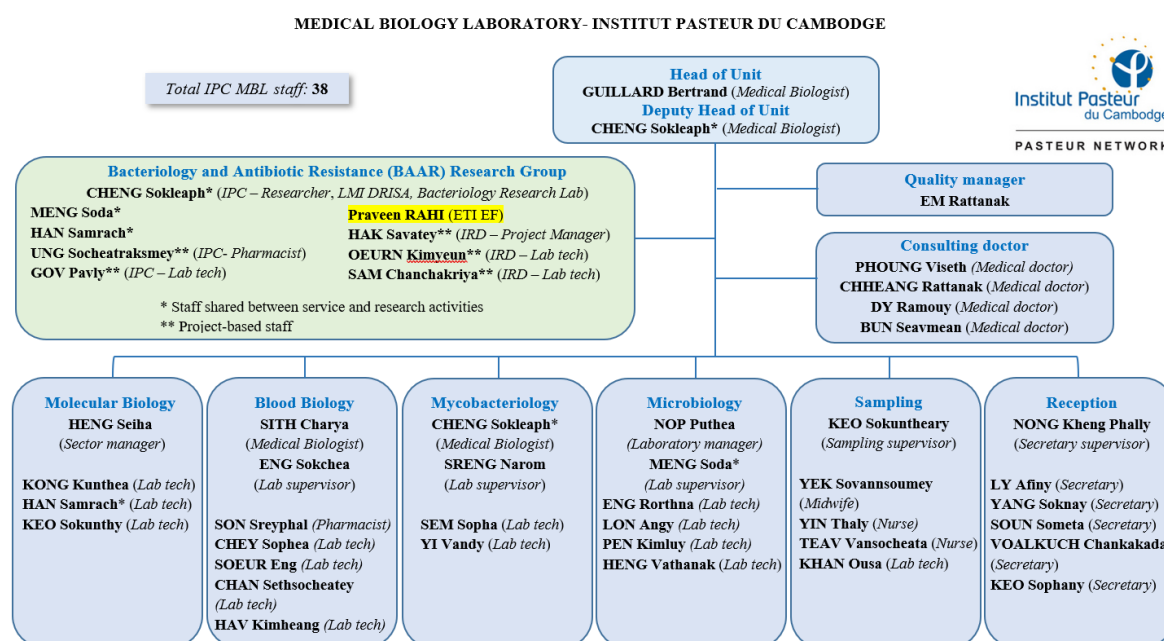 MEDICAL BIOLOGY LABORATORY- INSTITUT PASTEUR DU CAMBODGE
Total IPC MBL staff: 38
Head of Unit
GUILLARD Bertrand (Medical Biologist)
Deputy Head of Unit
CHENG Sokleaph* (Medical Biologist)
Institut Pasteur
du Cambodge
PASTEUR NETWORK
Bacteriology and Antibiotic Resistance (BAAR) Research Group
CHENG Sokleaph* (IPC – Researcher, LMI DRISA, Bacteriology Research Lab)
MENG Soda*
HAN Samrach*
UNG Socheatraksmey** (IPC- Pharmacist)
GOV Pavly** (IPC – Lab tech)
Praveen RAHI (ETI EF)
HAK Savatey** (IRD – Project Manager)
OEURN Kimyeun** (IRD – Lab tech)
SAM Chanchakriya** (IRD – Lab tech)
* Staff shared between service and research activities
** Project-based staff
Quality manager
EM Rattanak
Consulting doctor
PHOUNG Viseth (Medical doctor)
CHHEANG Rattanak (Medical doctor)
DY Ramouy (Medical doctor)
BUN Seavmean (Medical doctor)
Molecular Biology
HENG Seiha
(Sector manager)
KONG Kunthea (Lab tech)
HAN Samrach* (Lab tech)
KEO Sokunthy (Lab tech)
Blood Biology
SITH Charya
(Medical Biologist)
ENG Sokchea
(Lab supervisor)
SON Sreyphal (Pharmacist)
CHEY Sophea (Lab tech)
SOEUR Eng (Lab tech)
CHAN Sethsocheatey
(Lab tech)
HAV Kimheang (Lab tech)
Mycobacteriology
CHENG Sokleaph*
(Medical Biologist)
SRENG Narom
(Lab supervisor)
SEM Sopha (Lab tech)
YI Vandy (Lab tech)
Microbiology
NOP Puthea
(Laboratory manager)
MENG Soda*
(Lab supervisor)
ENG Rorthna (Lab tech)
LON Angy (Lab tech)
PEN Kimluy (Lab tech)
HENG Vathanak (Lab tech)
Sampling
KEO Sokuntheary
(Sampling supervisor)
YEK Sovannsoumey
(Midwife)
YIN Thaly (Nurse)
TEAV Vansocheata (Nurse)
KHAN Ousa (Lab tech)
Reception
NONG Kheng Phally
(Secretary supervisor)
LY Afiny (Secretary)
YANG Soknay (Secretary)
SOUN Someta (Secretary)
VOALKUCH Chankakada
(Secretary)
KEO Sophany (Secretary)